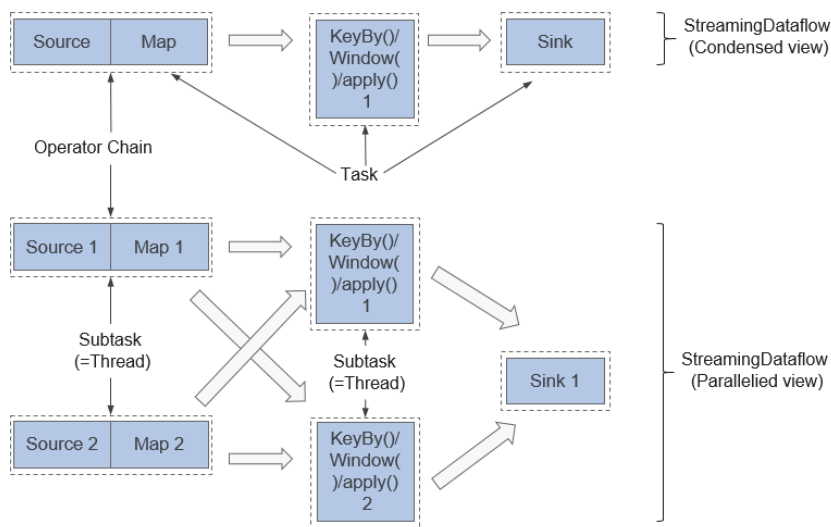 Source
Map
KeyBy()/
Window(
)/apply()
1
Sink
StreamingDataflow
(Condensed view)
Operator Chain
Task
Source 1
Map 1
KeyBy()/
Window(
)/apply()
1
Subtask
(=Thread)
Subtask
(=Thread)
Sink 1
StreamingDataflow
(Parallelied view)
Source 2
Map 2
KeyBy()/
Window(
)/apply()
2